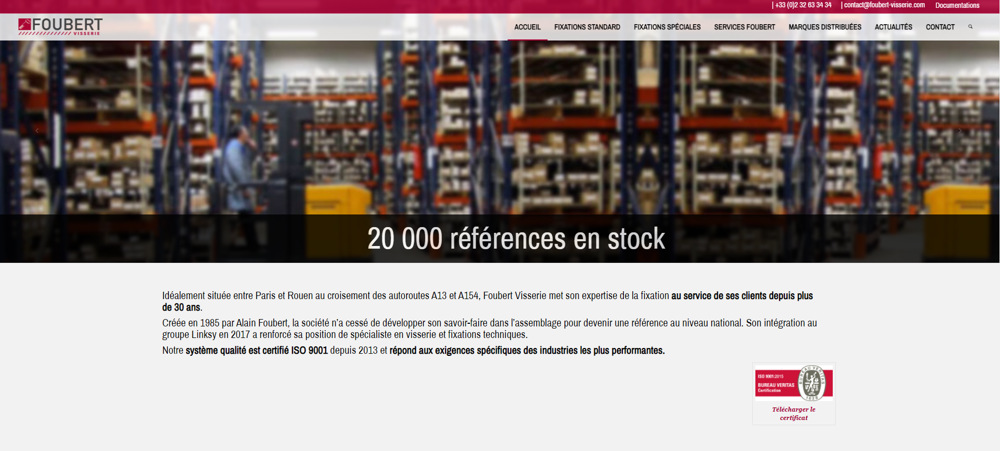 | +33 (0)2 32 63 34 34 | contact@foubert-visserie.com Documentations
FOUBERT
VISSERIE
ACCUEIL FIXATIONS STANDARD FIXATIONS SPÉCIALES SERVICES FOUBERT MARQUES DISTRIBUÉES ACTUALITÉS CONTACT
20 000 références en stock
Idéalement située entre Paris et Rouen au croisement des autoroutes A13 et A154, Foubert Visserie met son expertise de la fixation au service de ses clients depuis plus
de 30 ans.
Créée en 1985 par Alain Foubert, la société n’a cessé de développer son savoir-faire dans l’assemblage pour devenir une référence au niveau national. Son intégration au
groupe Linksy en 2017 a renforcé sa position de spécialiste en visserie et fixations techniques.
Notre système qualité est certifié ISO 9001 depuis 2013 et répond aux exigences spécifiques des industries les plus performantes.
ISO 9001:2015
BUREAU VERITAS
Certification
BUREAU VERITAS
1828
Télécharger le
certificat